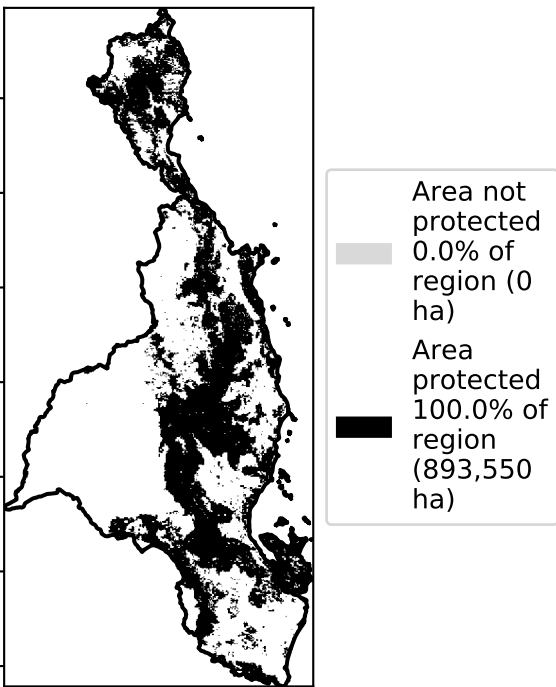 Area not
protected
0.0% of
region (0
ha)
Area
protected
100.0% of
region
(893,550
ha)